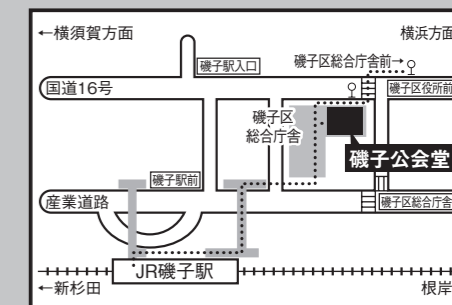 ←横須賀方面
横浜方面
磯子駅入口
磯子区総合庁舎前→
国道16号
磯子区役所前
磯子区
総合庁舎
磯子公会堂
磯子駅前
産業道路
磯子区総合庁舎
JR磯子駅
←新杉田
根岸